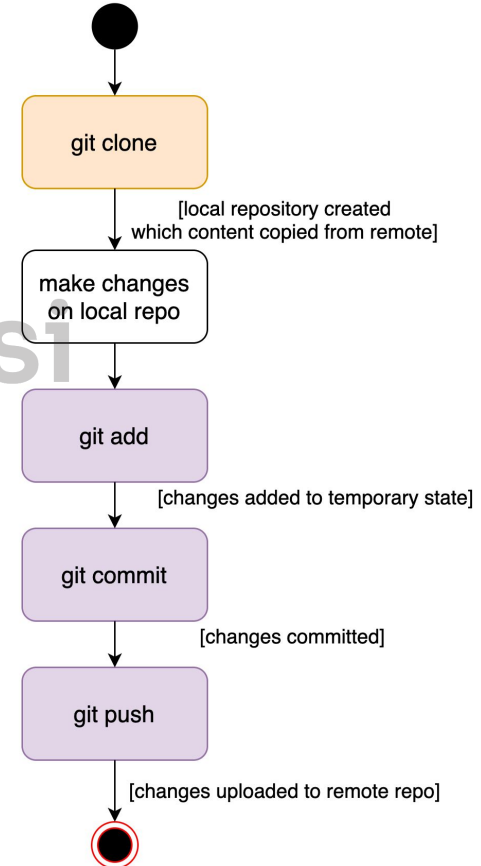 git clone
[local repository created
which content copied from remote]
make changes
on local repo
si
git add
[changes added to temporary state]
git commit
[changes committed]
git push
[changes uploaded to remote repo]